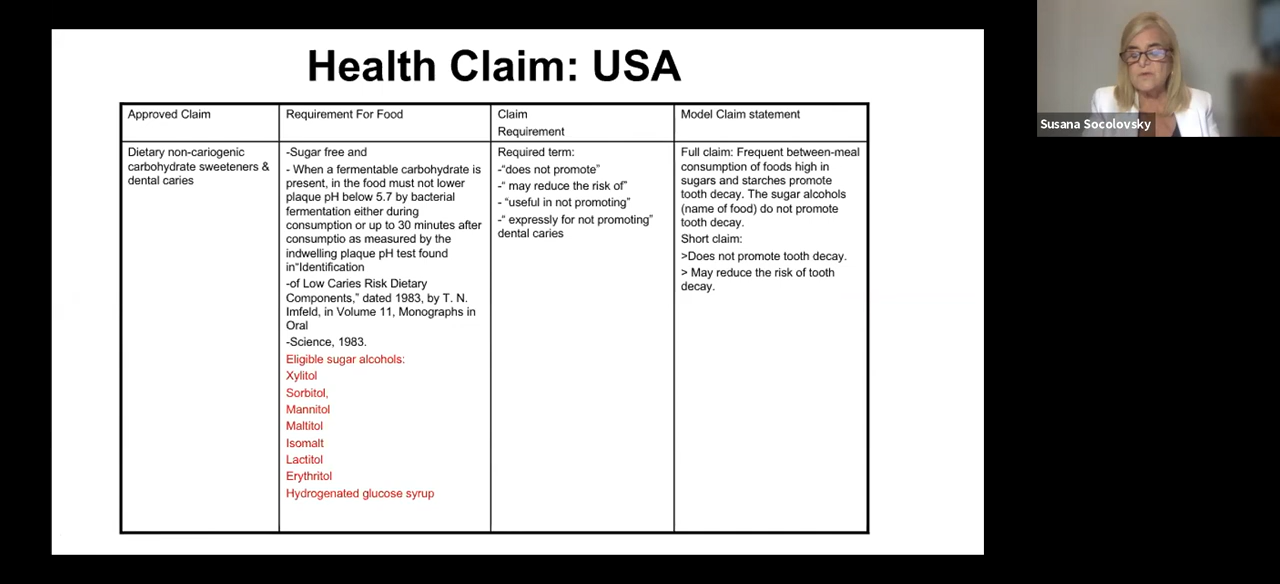 Health Claim: USA
Approved Claim
Requirement For Food
Claim
Requirement
Model Claim statement
Dietary non-cariogenic
carbohydrate sweeteners &
dental caries
-Sugar free and
- When a fermentable carbohydrate is
present, in the food must not lower
plaque pH below 5.7 by bacterial
fermentation either during
consumption or up to 30 minutes after
consumptio as measured by the
indwelling plaque pH test found
in“Identification
-of Low Caries Risk Dietary
Components,” dated 1983, by T. N.
Imfeld, in Volume 11, Monographs in
Oral
-Science, 1983.
Eligible sugar alcohols:
Xylitol
Sorbitol,
Mannitol
Maltitol
Isomalt
Lactitol
Erythritol
Hydrogenated glucose syrup
Required term:
-“does not promote”
-“ may reduce the risk of”
- “useful in not promoting”
-“ expressly for not promoting”
dental caries
Full claim: Frequent between-meal
consumption of foods high in
sugars and starches promote
tooth decay. The sugar alcohols
(name of food) do not promote
tooth decay.
Short claim:
>Does not promote tooth decay.
> May reduce the risk of tooth
decay.
Susana Socolovsky